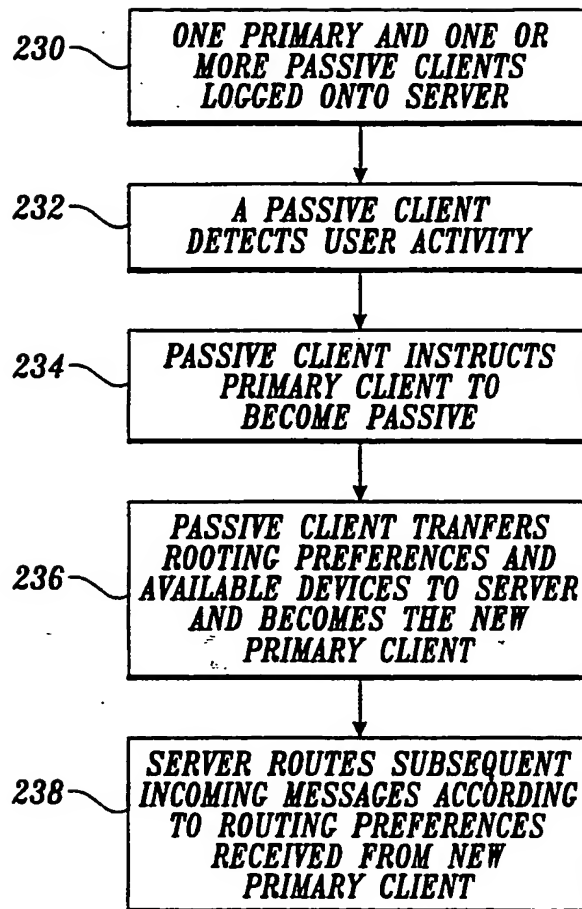 230
ONE PRIMARY AND ONE OR
MORE PASSIVE CLIENTS
LOGGED ONTO SERVER
232
A PASSIVE CLIENT
DETECTS USER ACTIVITY
234
PASSIVE CLIENT INSTRUCTS
PRIMARY CLIENT TO
BECOME PASSIVE
236
PASSIVE CLIENT TRANFERS
ROOTING PREFERENCES AND
AVAILABLE DEVICES TO SERVER
AND BECOMES THE NEW
PRIMARY CLIENT
238
SERVER ROUTES SUBSEQUENT
INCOMING MESSAGES ACCORDING
TO ROUTING PREFERENCES
RECEIVED FROM NEW
PRIMARY CLIENT